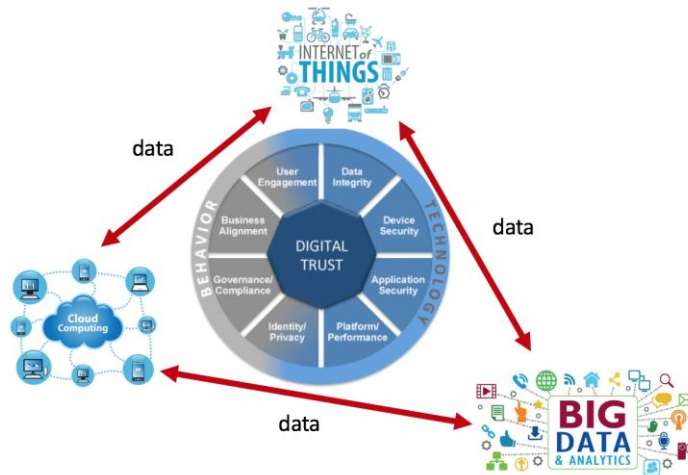 INTERNET of
THINGS
data
data
User
Engagement
Data
Integrity
Business
Alignment
Device
Security
BEHAVIOR
TECHNOLOGY
DIGITAL
TRUST
Governance/
Compliance
Application
Security
Identity/
Privacy
Platform/
Performance
Cloud
Computing
data
BIG
DATA
& ANALYTICS